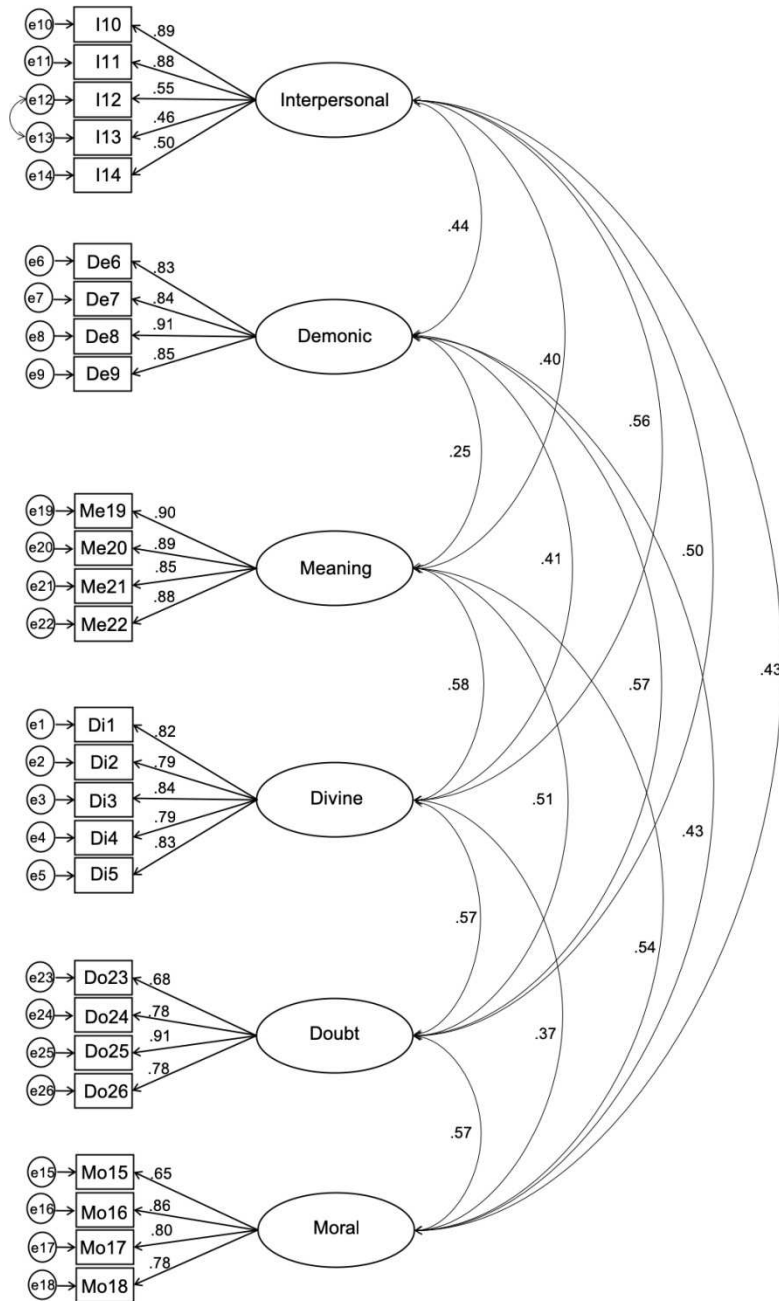 e10 I10 .89
e11 I11 .88
e12 I12 .55
e13 I13 .46
e14 I14 .50
Interpersonal
.44
e6 De6 .83
e7 De7 .84
e8 De8 .91
e9 De9 .85
Demonic
.40
.56
.25
e19 Me19 .90
e20 Me20 .89
e21 Me21 .85
e22 Me22 .88
Meaning
.41
.50
.58
.57
.43
e1 Di1 .82
e2 Di2 .79
e3 Di3 .84
e4 Di4 .79
e5 Di5 .83
Divine
.51
.43
.57
.54
e23 Do23 .68
e24 Do24 .78
e25 Do25 .91
e26 Do26 .78
Doubt
.37
.57
e15 Mo15 .65
e16 Mo16 .86
e17 Mo17 .80
e18 Mo18 .78
Moral